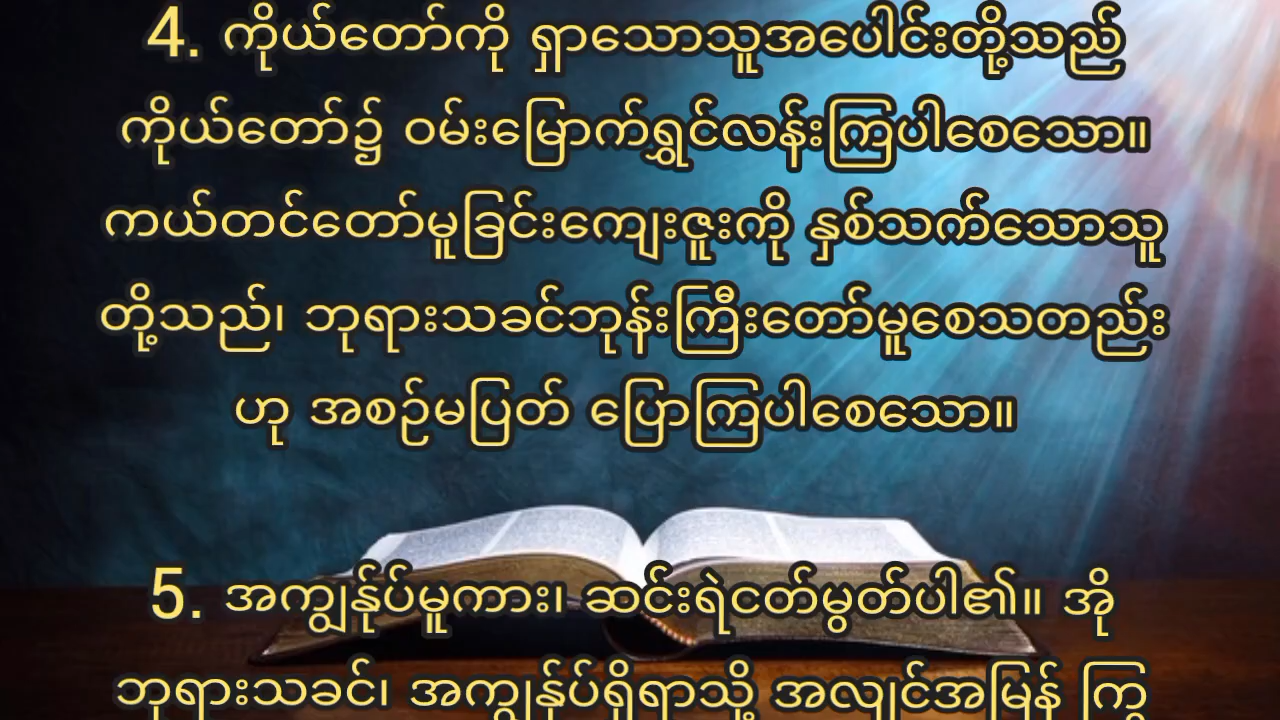 4. ကိုယ်တော်ကို ရှာသောသူအပေါင်းတို့သည်
ကိုယ်တော်၌ ဝမ်းမြောက်ရွှင်လန်းကြပါစေသော။
ကယ်တင်တော်မူခြင်းကျေးဇူးကို နှစ်သက်သောသူ
တို့သည်၊ ဘုရားသခင်ဘုန်းကြီးတော်မူစေသတည်း
ဟု အစဉ်မပြတ် ပြောကြပါစေသော။
5. အကျွန်ုပ်မူကား၊ ဆင်းရဲငတ်မွတ်ပါ၏။ အို
ဘုရားသခင်၊ အကျွန်ုပ်ရှိရာသို့ အလျင်အမြန် ကြွ